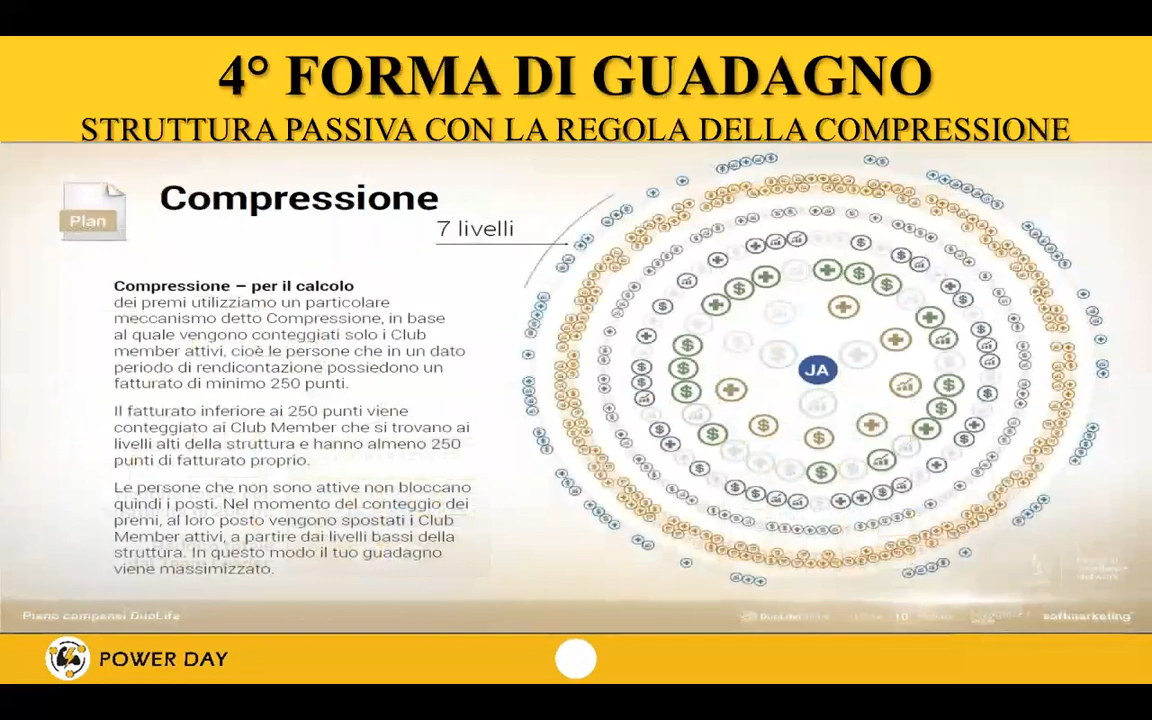 4° FORMA DI GUADAGNO
STRUTTURA PASSIVA CON LA REGOLA DELLA COMPRESSIONE
Plan
Compressione
7 livelli
Compressione – per il calcolo
dei premi utilizziamo un particolare
meccanismo detto Compressione, in base
al quale vengono conteggiati solo i Club
member attivi, cioè le persone che in un dato
periodo di rendicontazione possiedono un
fatturato di minimo 250 punti.
Il fatturato inferiore ai 250 punti viene
conteggiato ai Club Member che si trovano ai
livelli alti della struttura e hanno almeno 250
punti di fatturato proprio.
Le persone che non sono attive non bloccano
quindi i posti. Nel momento del conteggio dei
premi, al loro posto vengono spostati i Club
Member attivi, a partire dai livelli bassi della
struttura. In questo modo il tuo guadagno
viene massimizzato.
JA
Piano compensi DuoLife
10
softmarketing
POWER DAY